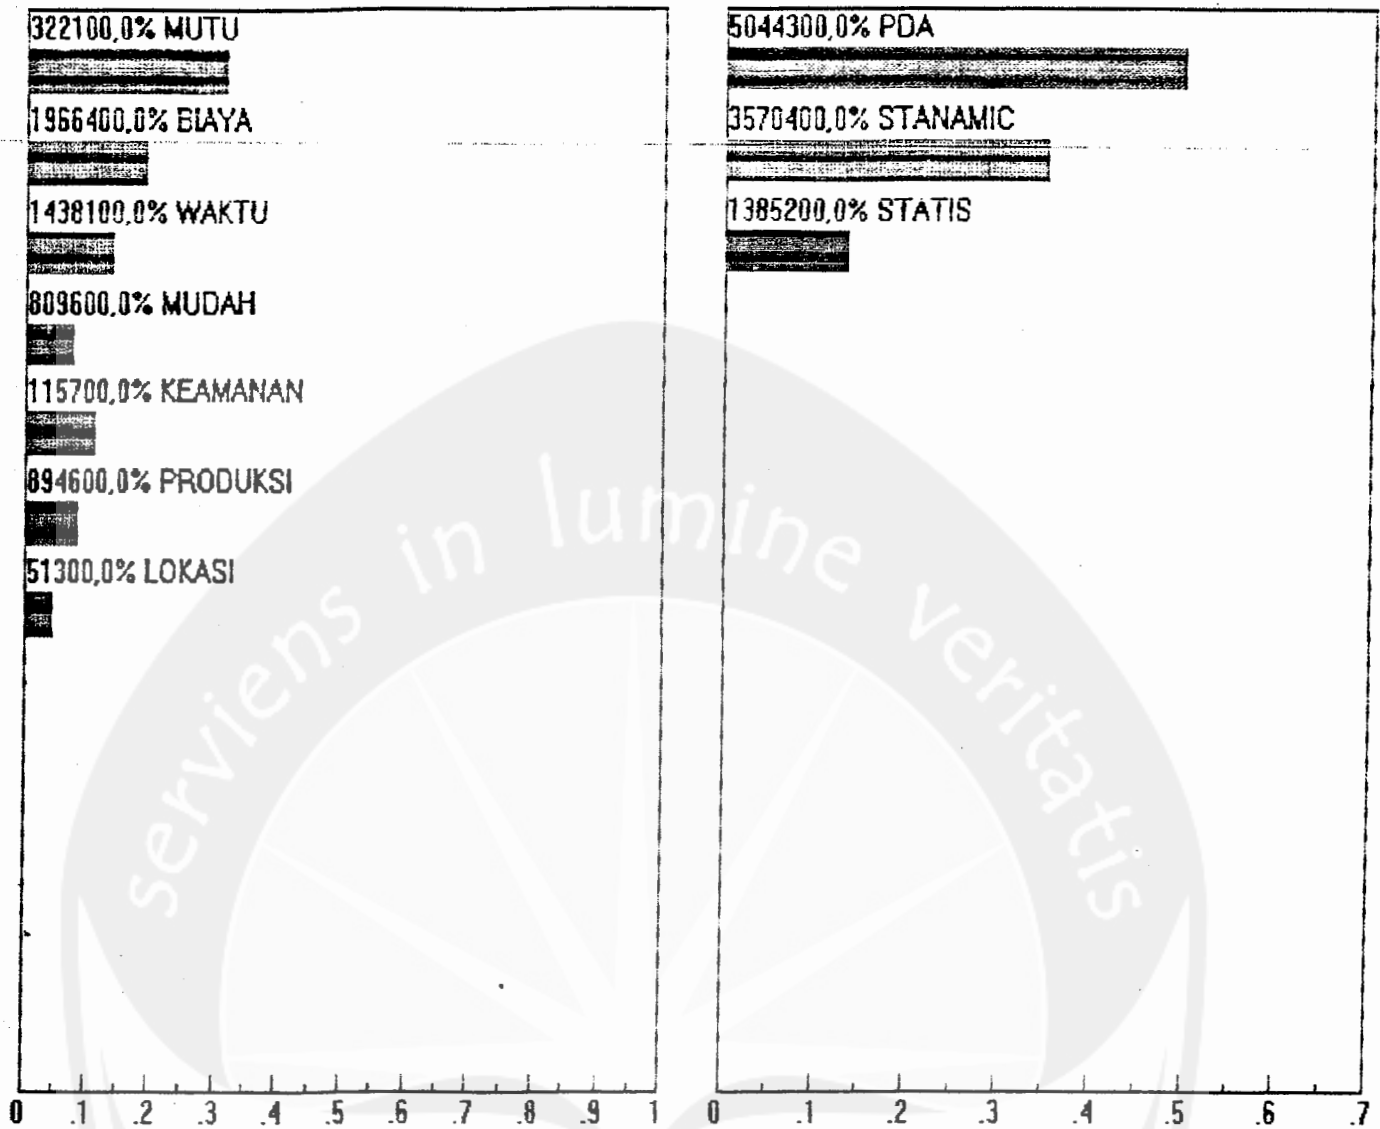 322100,0% MUTU
1966400,0% BIAYA
1438100,0% WAKTU
809600,0% MUDAH
115700,0% KEAMANAN
894600,0% PRODUKSI
51300,0% LOKASI
0 .1 .2 .3 .4 .5 .6 .7 .8 .9 1
5044300,0% PDA
3570400,0% STANAMIC
1385200,0% STATIS
0 .1 .2 .3 .4 .5 .6 .7
serviens in lumine veritatis